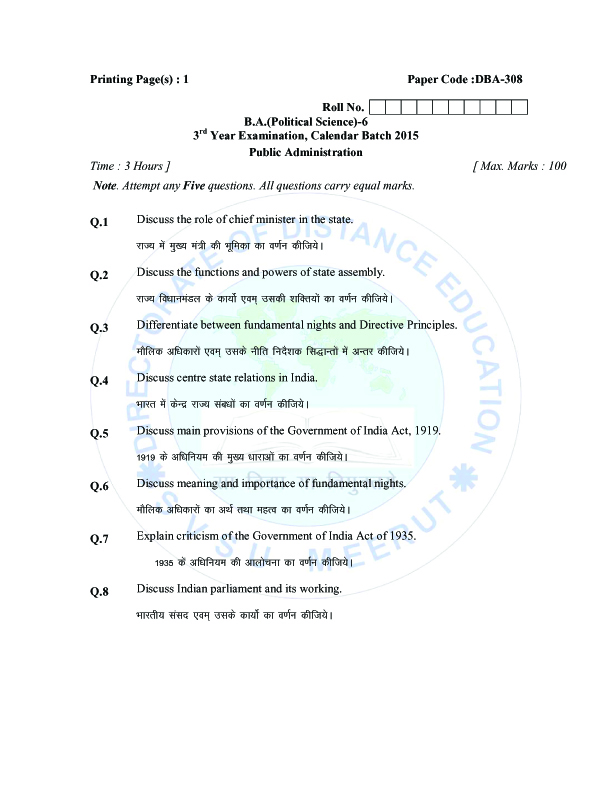 Printing Page(s) : 1 Paper Code :DBA-308
Roll No.
B.A.(Political Science)-6
3rd Year Examination, Calendar Batch 2015
Public Administration
Time : 3 Hours ] [ Max. Marks : 100
Note. Attempt any Five questions. All questions carry equal marks.
Q.1 Discuss the role of chief minister in the state.
राज्य में मुख्य मंत्री की भूमिका का वर्णन कीजिये।
Q.2 Discuss the functions and powers of state assembly.
राज्य विधानमंडल के कार्यो एवम् उसकी शक्तियों का वर्णन कीजिये।
Q.3 Differentiate between fundamental nights and Directive Principles.
मौलिक अधिकारों एवम् उसके नीति निदैशक सिद्धान्तों में अन्तर कीजिये।
Q.4 Discuss centre state relations in India.
भारत में केन्द्र राज्य संबधों का वर्णन कीजिये।
Q.5 Discuss main provisions of the Government of India Act, 1919.
1919 के अधिनियम की मुख्य धाराओं का वर्णन कीजिये।
Q.6 Discuss meaning and importance of fundamental nights.
मौलिक अधिकारों का अर्थ तथा महत्व का वर्णन कीजिये।
Q.7 Explain criticism of the Government of India Act of 1935.
1935 के अधिनियम की आलोचना का वर्णन कीजिये।
Q.8 Discuss Indian parliament and its working.
भारतीय संसद एवम् उसके कार्यो का वर्णन कीजिये।
DIRECTORATE OF DISTANCE EDUCATION
S V S U MEERUT